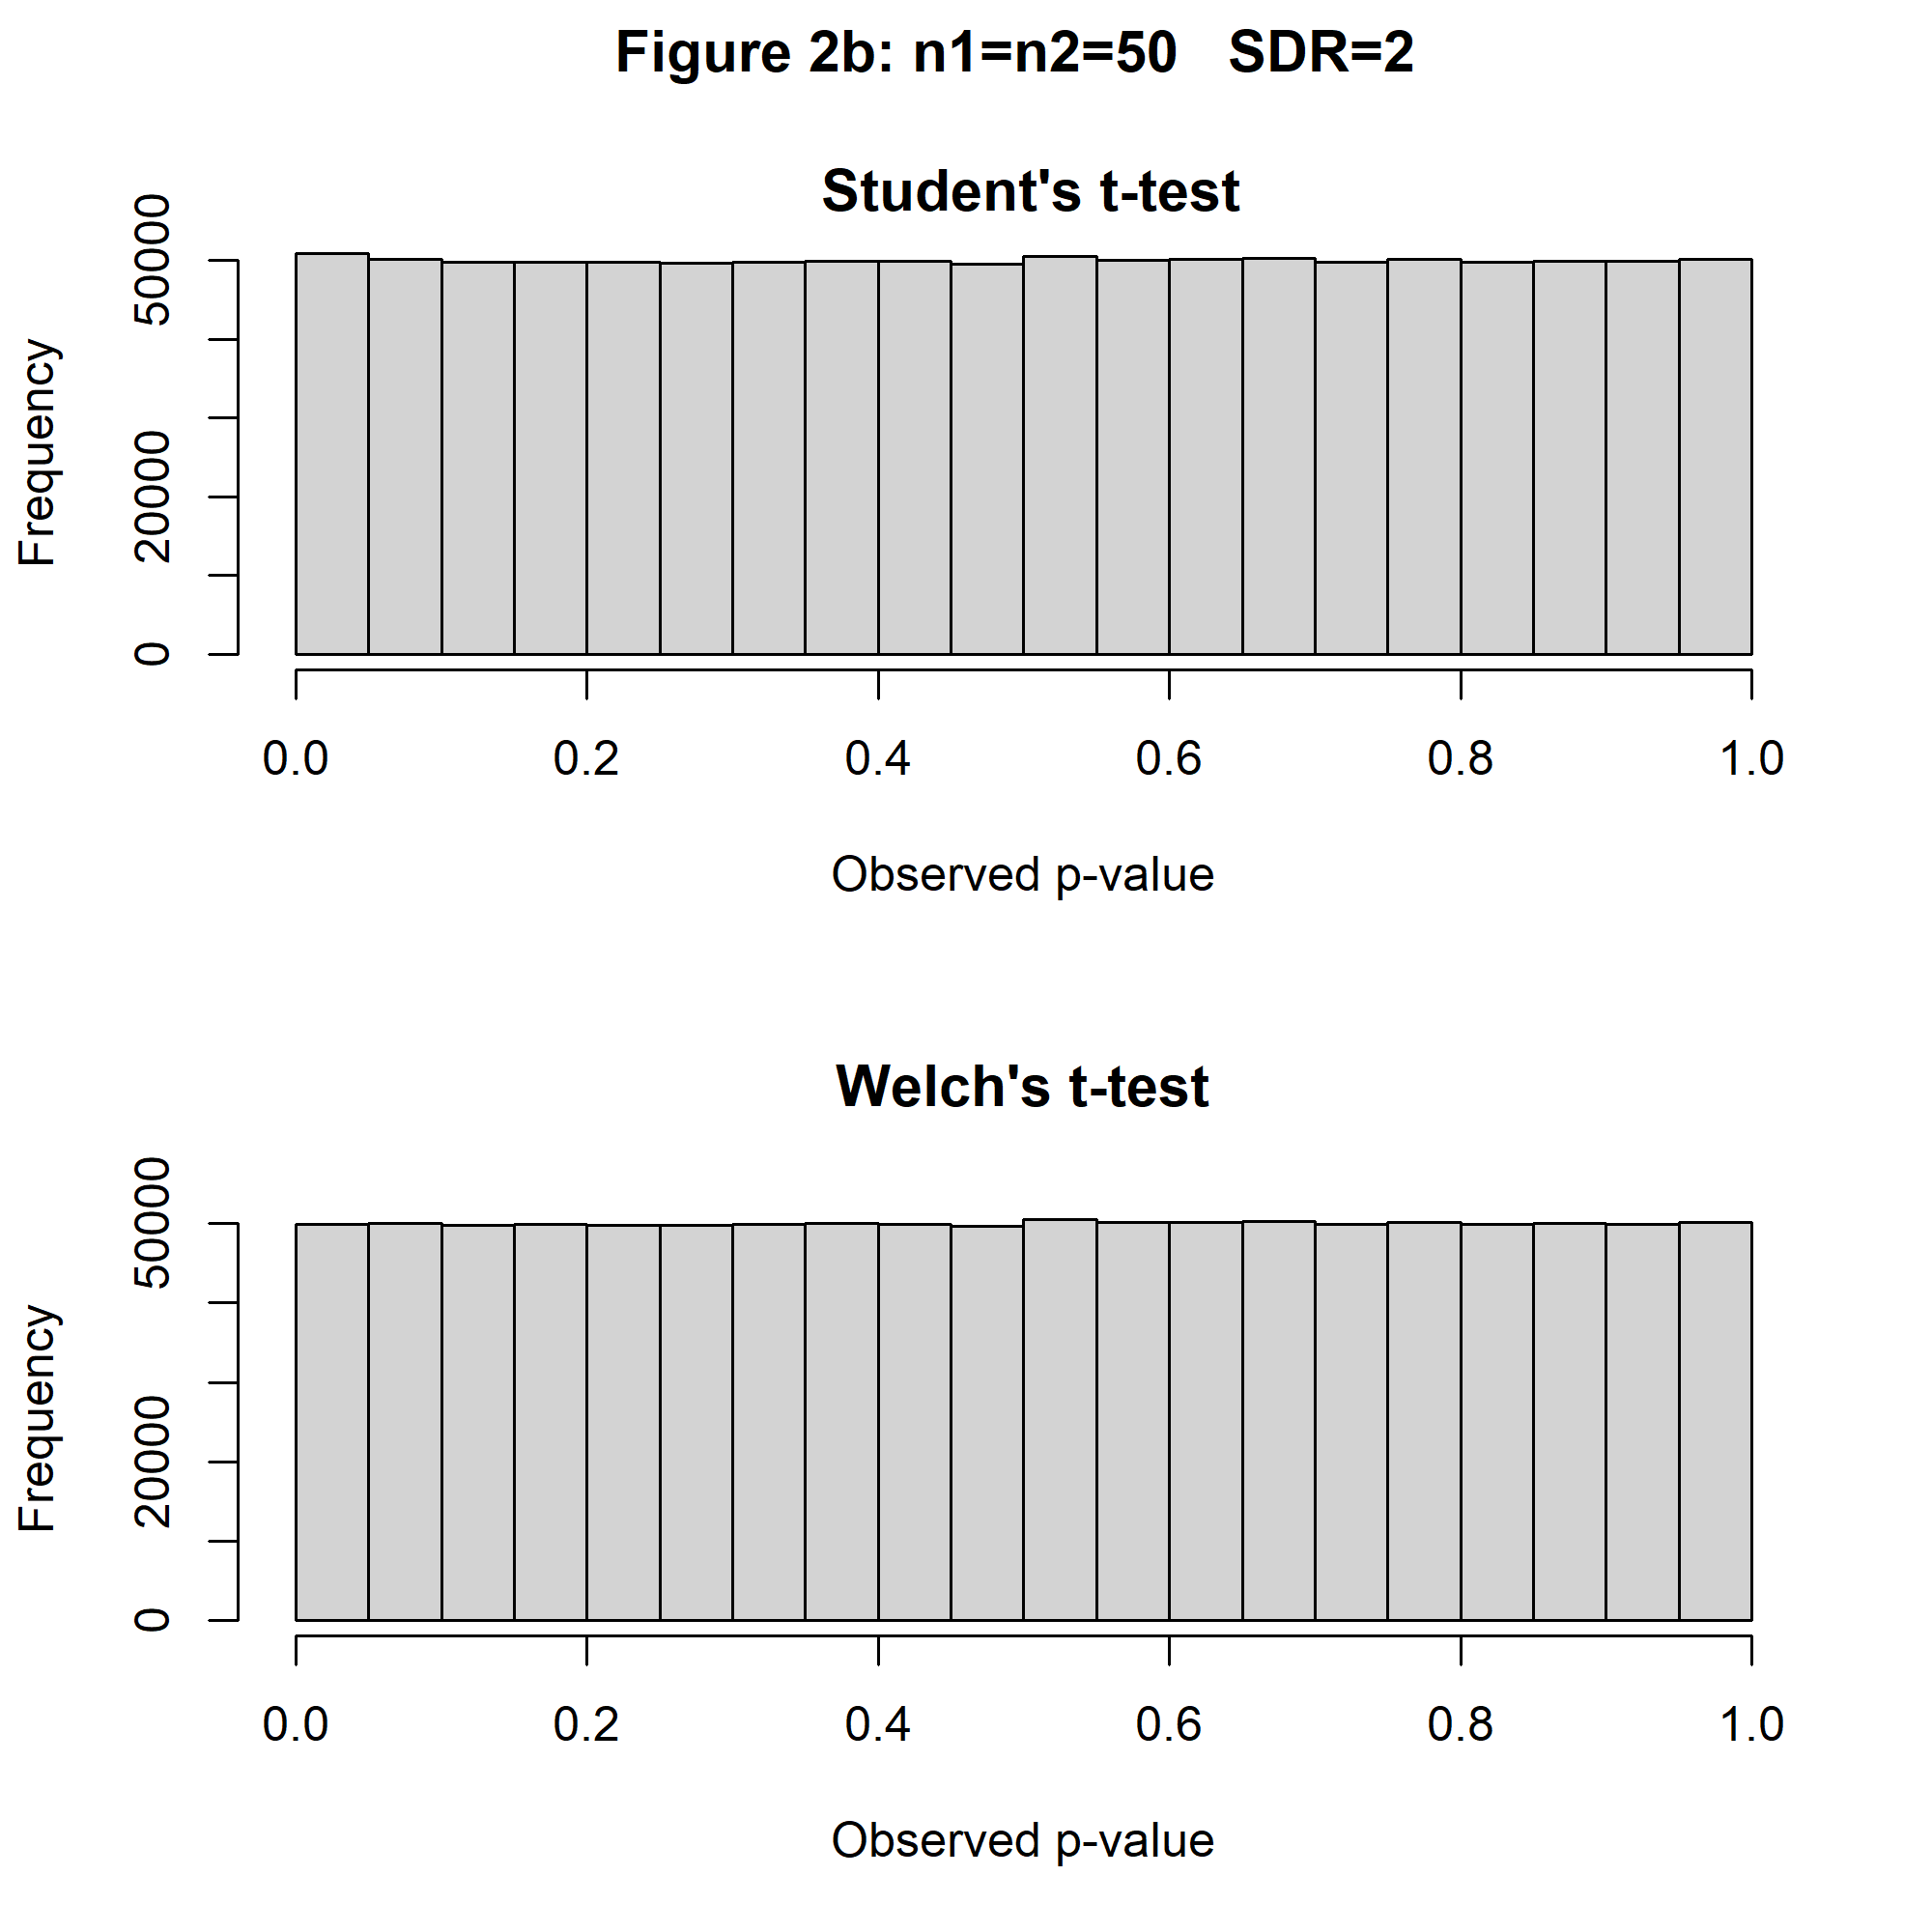 Figure 2b: n1=n2=50 SDR=2
Student's t-test
Frequency
50000
20000
0
0.0 0.2 0.4 0.6 0.8 1.0
Observed p-value
Welch's t-test
Frequency
50000
20000
0
0.0 0.2 0.4 0.6 0.8 1.0
Observed p-value